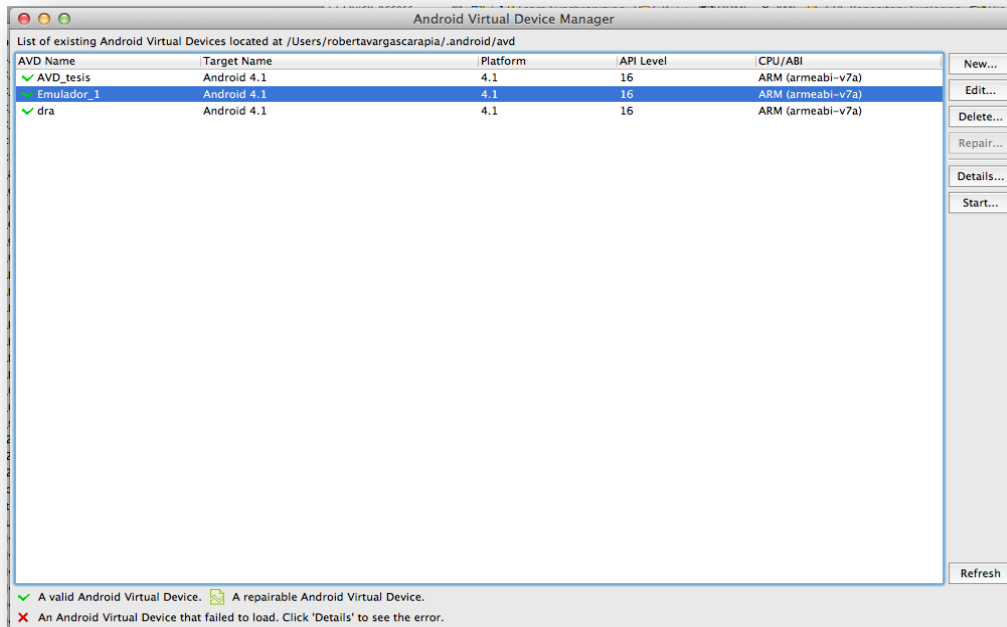 Android Virtual Device Manager
List of existing Android Virtual Devices located at /Users/robertavargascarapia/.android/avd
AVD Name Target Name Platform API Level CPU/ABI
AVD_tesis Android 4.1 4.1 16 ARM (armeabi-v7a)
Emulador_1 Android 4.1 4.1 16 ARM (armeabi-v7a)
dra Android 4.1 4.1 16 ARM (armeabi-v7a)
New...
Edit...
Delete...
Repair...
Details...
Start...
Refresh
A valid Android Virtual Device. A repairable Android Virtual Device.
An Android Virtual Device that failed to load. Click 'Details' to see the error.